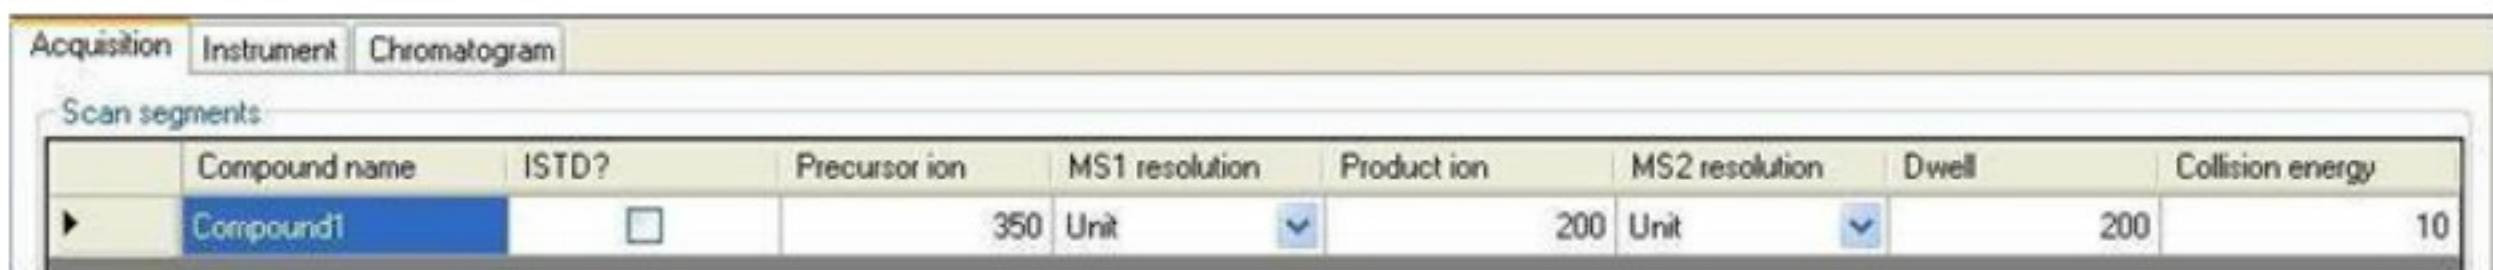 Acquisition Instrument Chromatogram
Scan segments
Compound name ISTD? Precursor ion MS1 resolution Product ion MS2 resolution Dwell Collision energy
Compound1 350 Unit 200 Unit 200 10